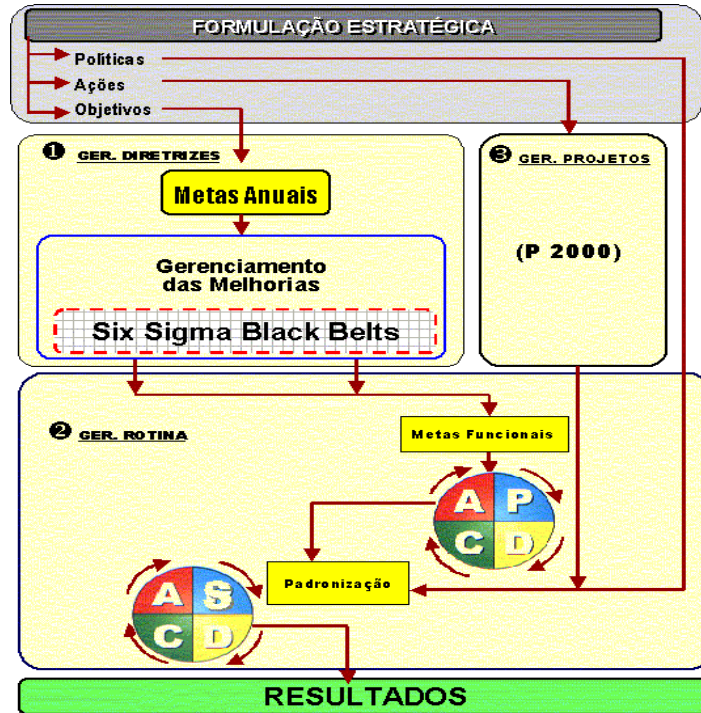 FORMULAÇÃO ESTRATÉGICA
Políticas
Ações
Objetivos
❶ GER. DIRETRIZES
❸ GER. PROJETOS
Metas Anuais
(P 2000)
Gerenciamento
das Melhorias
Six Sigma Black Belts
❷ GER. ROTINA
Metas Funcionais
A P
C D
Padronização
A S
C D
RESULTADOS